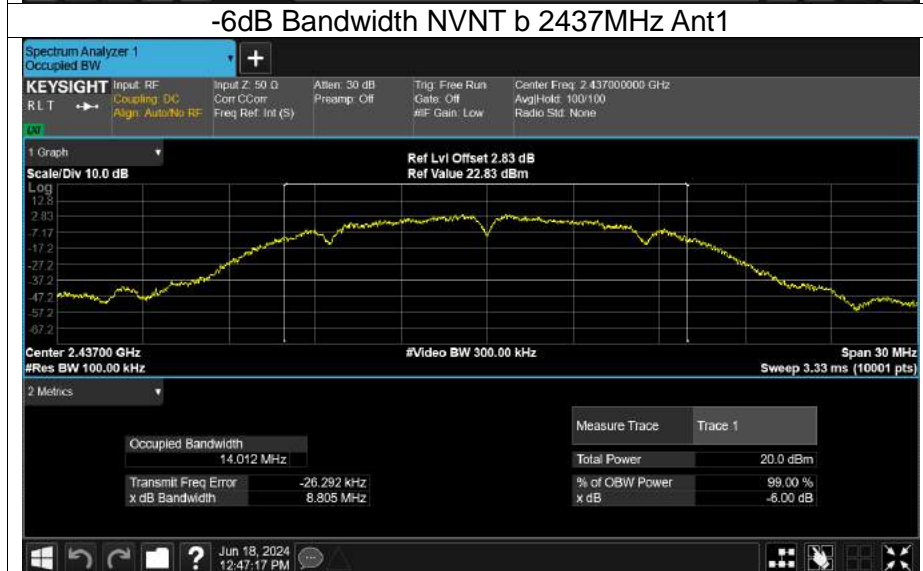 -6dB Bandwidth NVNT b 2437MHz Ant1
Spectrum Analyzer 1
Occupied BW
+
KEYSIGHT Input: RF Input Z: 50 Ω Atten: 30 dB Trig: Free Run Center Freq: 2.437000000 GHz
RLT Coupling: DC Corr CCorr Preamp: Off Gate: Off Avg|Hold: 100/100
Align: Auto/No RF Freq Ref: Int (S) #IF Gain: Low Radio Std: None
LXI
1 Graph
Ref Lvl Offset 2.83 dB
Scale/Div 10.0 dB Ref Value 22.83 dBm
Log
12.8
2.83
-7.17
-17.2
-27.2
-37.2
-47.2
-57.2
-67.2
Center 2.43700 GHz #Video BW 300.00 kHz Span 30 MHz
#Res BW 100.00 kHz Sweep 3.33 ms (10001 pts)
2 Metrics
Measure Trace Trace 1
Occupied Bandwidth
14.012 MHz Total Power 20.0 dBm
Transmit Freq Error -26.292 kHz % of OBW Power 99.00 %
x dB Bandwidth 8.805 MHz x dB -6.00 dB
? Jun 18, 2024
12:47:17 PM